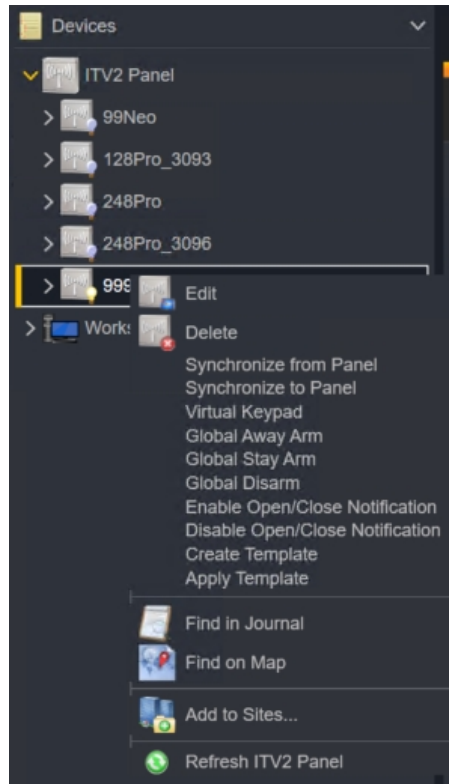 Devices
ITV2 Panel
99Neo
128Pro_3093
248Pro
248Pro_3096
999
Edit
Works
Delete
Synchronize from Panel
Synchronize to Panel
Virtual Keypad
Global Away Arm
Global Stay Arm
Global Disarm
Enable Open/Close Notification
Disable Open/Close Notification
Create Template
Apply Template
Find in Journal
Find on Map
Add to Sites...
Refresh ITV2 Panel